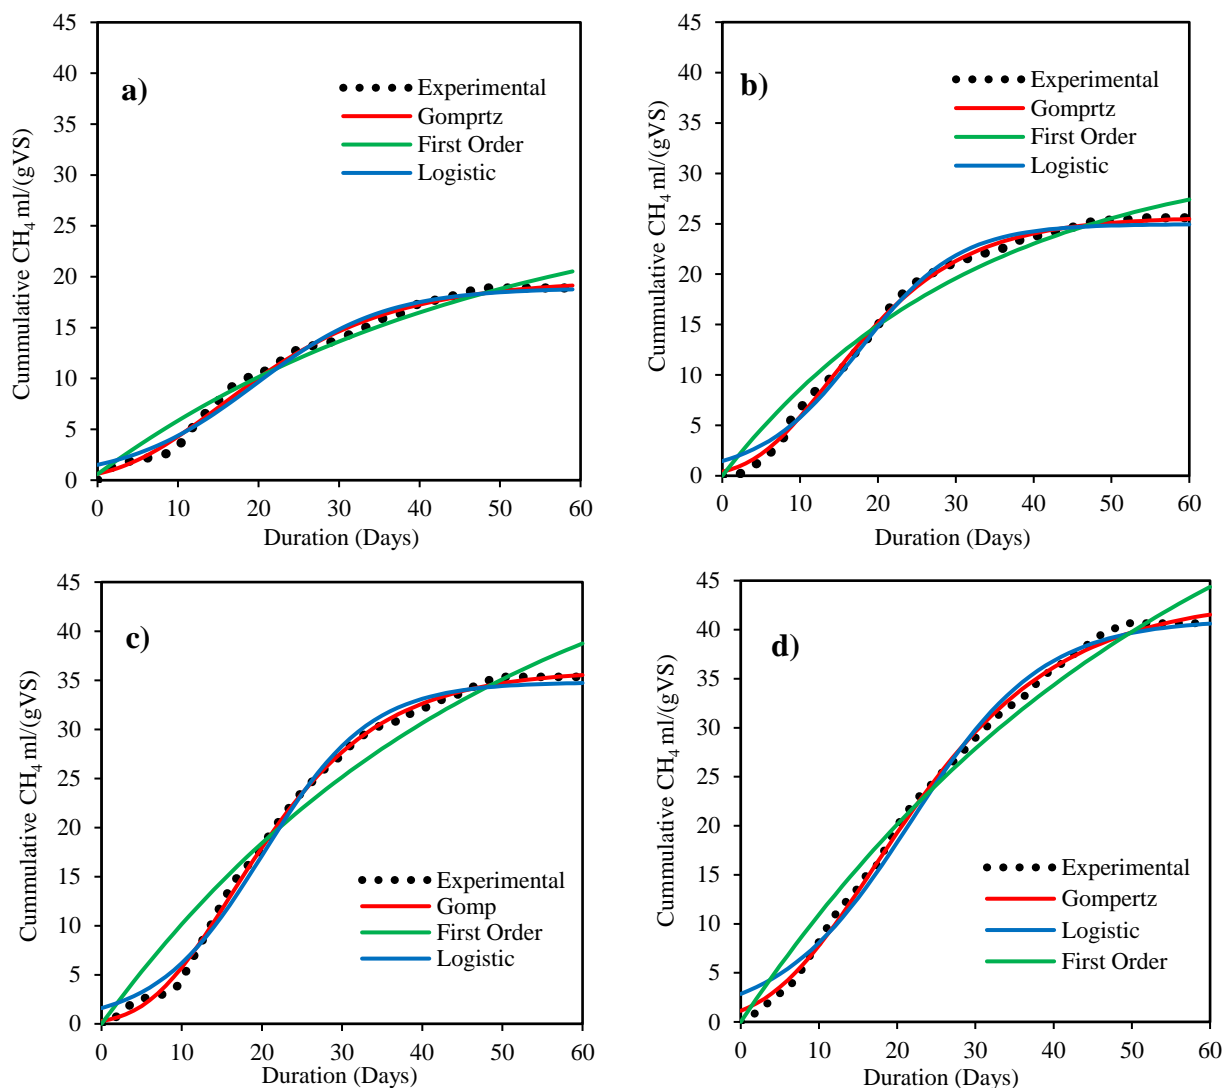 a)
Cummulative CH4 ml/(gVS)
45
40
35
30
25
20
15
10
5
0
Experimental
Gomprtz
First Order
Logistic
0 10 20 30 40 50 60
Duration (Days)
b)
Cummulative CH4 ml/(gVS)
45
40
35
30
25
20
15
10
5
0
Experimental
Gomprtz
First Order
Logistic
0 10 20 30 40 50 60
Duration (Days)
c)
Cummulative CH4 ml/(gVS)
45
40
35
30
25
20
15
10
5
0
Experimental
Gomp
First Order
Logistic
0 10 20 30 40 50 60
Duration (Days)
d)
Cummulative CH4 ml/(gVS)
45
40
35
30
25
20
15
10
5
0
Experimental
Gompertz
Logistic
First Order
0 10 20 30 40 50 60
Duration (Days)